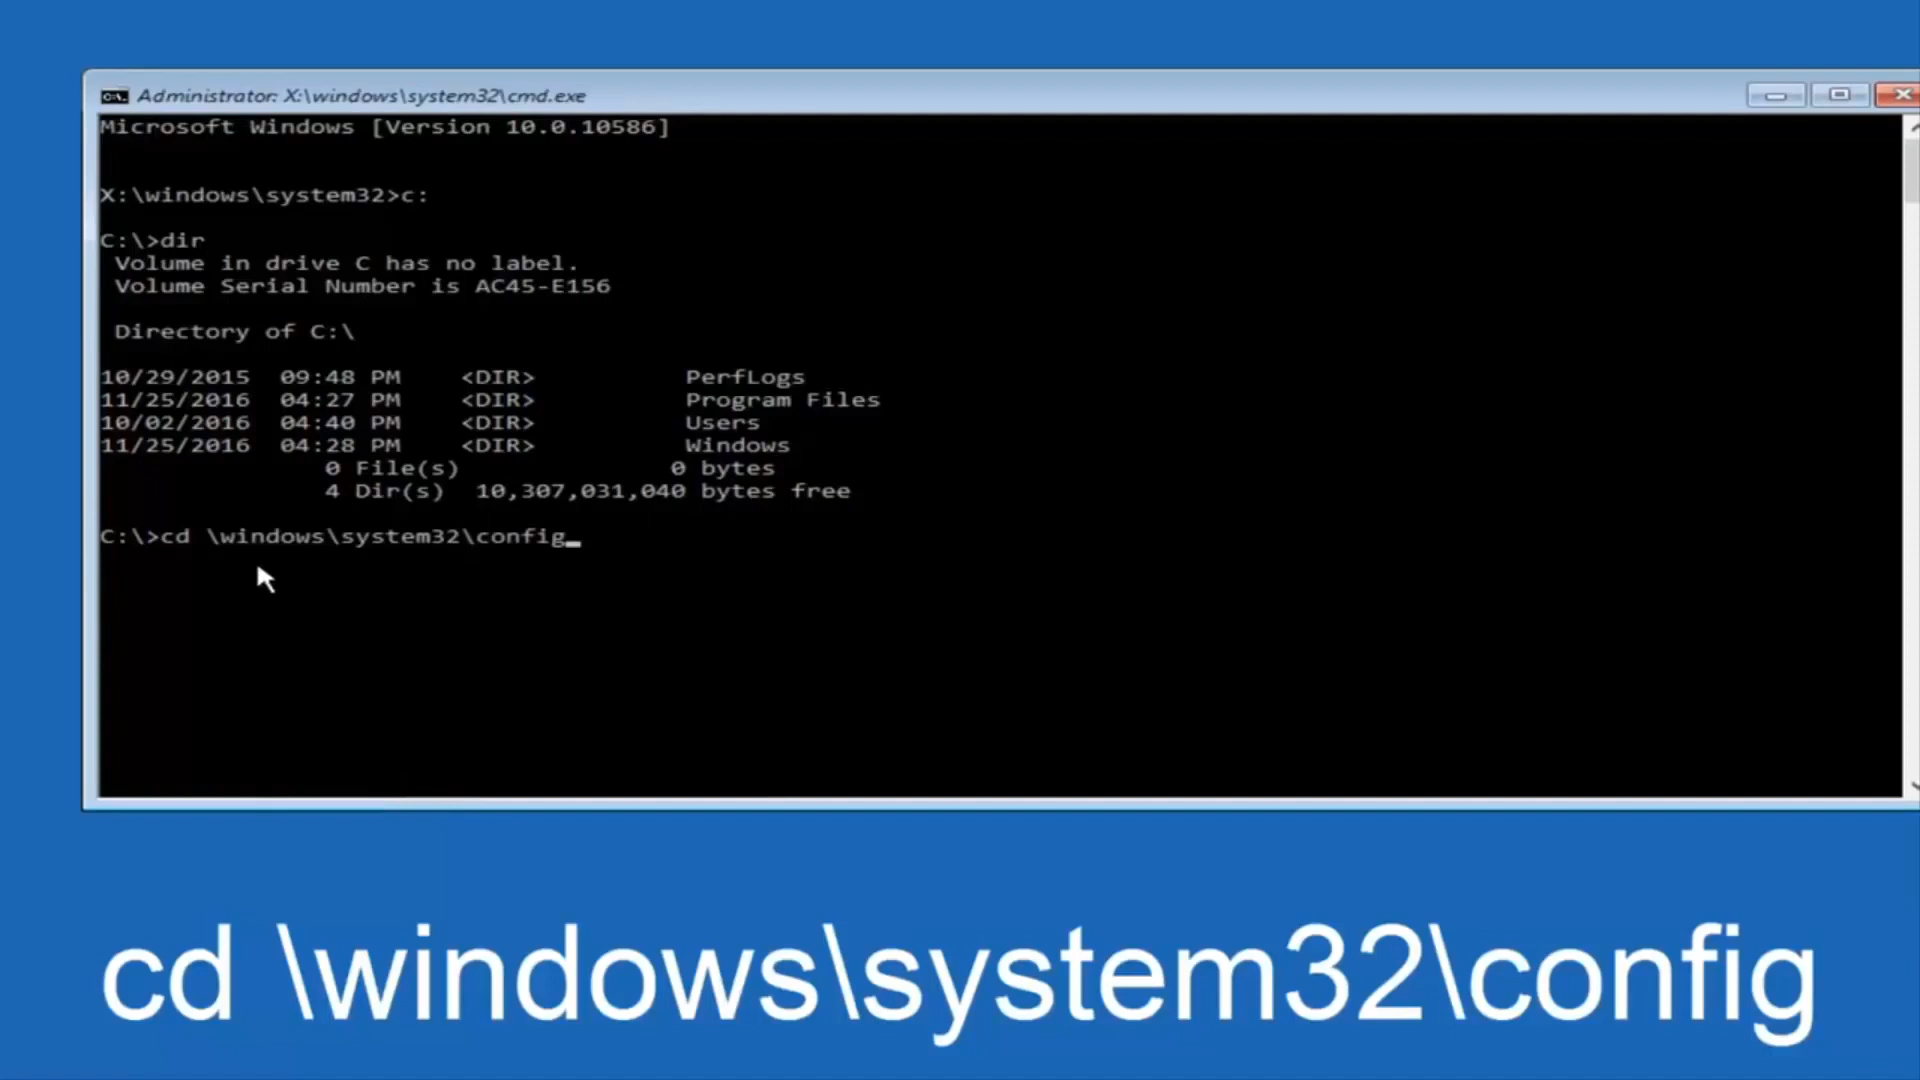 Administrator: X:\windows\system32\cmd.exe
Microsoft Windows [Version 10.0.10586]
X:\windows\system32>c:
C:\>dir
Volume in drive C has no label.
Volume Serial Number is AC45-E156
Directory of C:\
10/29/2015  09:48 PM    <DIR>          PerfLogs
11/25/2016  04:27 PM    <DIR>          Program Files
10/02/2016  04:40 PM    <DIR>          Users
11/25/2016  04:28 PM    <DIR>          Windows
0 File(s)              0 bytes
4 Dir(s)  10,307,031,040 bytes free
C:\>cd \windows\system32\config_
cd \windows\system32\config